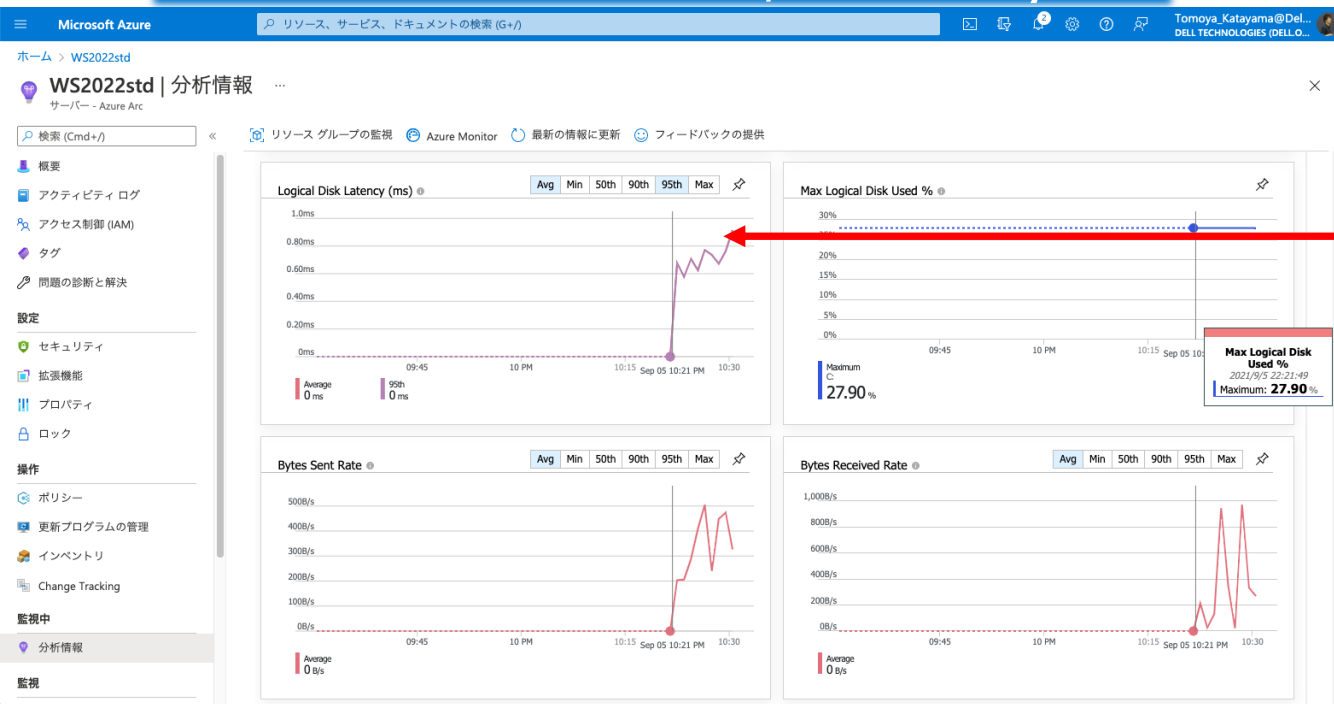 Microsoft Azure
リソース、サービス、ドキュメントの検索 (G+/)
2
Tomoya_Katayama@Del...
DELL TECHNOLOGIES (DELL.O...
ホーム > WS2022std
WS2022std | 分析情報 ...
サーバー - Azure Arc
検索 (Cmd+/)
«
リソース グループの監視
Azure Monitor
最新の情報に更新
フィードバックの提供
概要
アクティビティ ログ
アクセス制御 (IAM)
タグ
問題の診断と解決
設定
セキュリティ
拡張機能
プロパティ
ロック
操作
ポリシー
更新プログラムの管理
インベントリ
Change Tracking
監視中
分析情報
監視
Logical Disk Latency (ms)
Avg Min 50th 90th 95th Max
1.0ms
0.80ms
0.60ms
0.40ms
0.20ms
0ms
09:45 10 PM 10:15 Sep 05 10:21 PM 10:30
Average
0 ms
95th
0 ms
Max Logical Disk Used %
30%
20%
15%
10%
5%
0%
09:45 10 PM 10:15 Sep 05 10:
Maximum
C:
27.90 %
Max Logical Disk
Used %
2021/9/5 22:21:49
Maximum: 27.90 %
Bytes Sent Rate
Avg Min 50th 90th 95th Max
500B/s
400B/s
300B/s
200B/s
100B/s
0B/s
09:45 10 PM 10:15 Sep 05 10:21 PM 10:30
Average
0 B/s
Bytes Received Rate
Avg Min 50th 90th 95th Max
1,000B/s
800B/s
600B/s
400B/s
200B/s
0B/s
09:45 10 PM 10:15 Sep 05 10:21 PM 10:30
Average
0 B/s